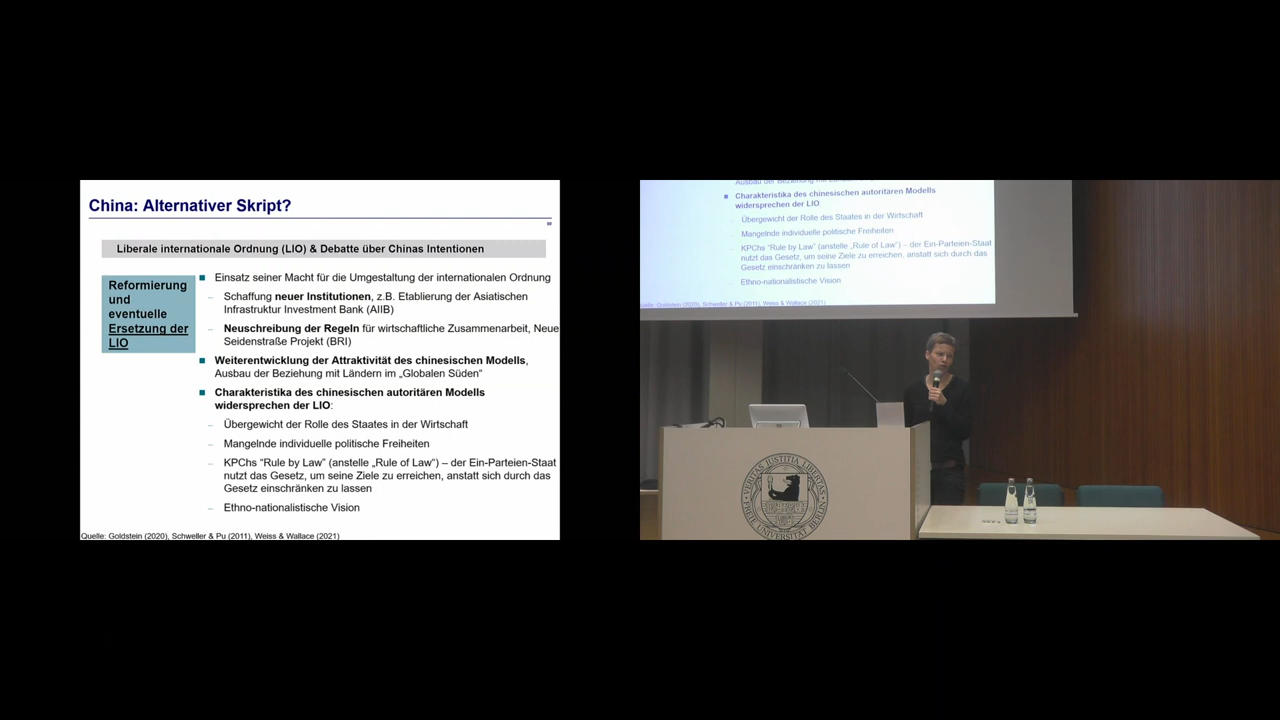 China: Alternativer Skript?
Liberale internationale Ordnung (LIO) & Debatte über Chinas Intentionen
Reformierung
und
eventuelle
Ersetzung der
LIO
Einsatz seiner Macht für die Umgestaltung der internationalen Ordnung
– Schaffung neuer Institutionen, z.B. Etablierung der Asiatischen
Infrastruktur Investment Bank (AIIB)
– Neuschreibung der Regeln für wirtschaftliche Zusammenarbeit, Neue
Seidenstraße Projekt (BRI)
Weiterentwicklung der Attraktivität des chinesischen Modells,
Ausbau der Beziehung mit Ländern im „Globalen Süden“
Charakteristika des chinesischen autoritären Modells
widersprechen der LIO:
– Übergewicht der Rolle des Staates in der Wirtschaft
– Mangelnde individuelle politische Freiheiten
– KPChs “Rule by Law” (anstelle „Rule of Law“) – der Ein-Parteien-Staat
nutzt das Gesetz, um seine Ziele zu erreichen, anstatt sich durch das
Gesetz einschränken zu lassen
– Ethno-nationalistische Vision
Quelle: Goldstein (2020), Schweller & Pu (2011), Weiss & Wallace (2021)
Charakteristika des chinesischen autoritären Modells
widersprechen der LIO
Übergewicht der Rolle des Staates in der Wirtschaft
Mangelnde individuelle politische Freiheiten
KPChs "Rule by Law" (anstelle „Rule of Law") – der Ein-Parteien-Staat
nutzt das Gesetz, um seine Ziele zu erreichen, anstatt sich durch das
Gesetz einschränken zu lassen
Ethno-nationalistische Vision
Goldstein (2020), Schweller & Pu (2011), Weiss & Wallace (2021)
VERITAS JUSTITIA LIBERTAS
FREIE UNIVERSITÄT BERLIN